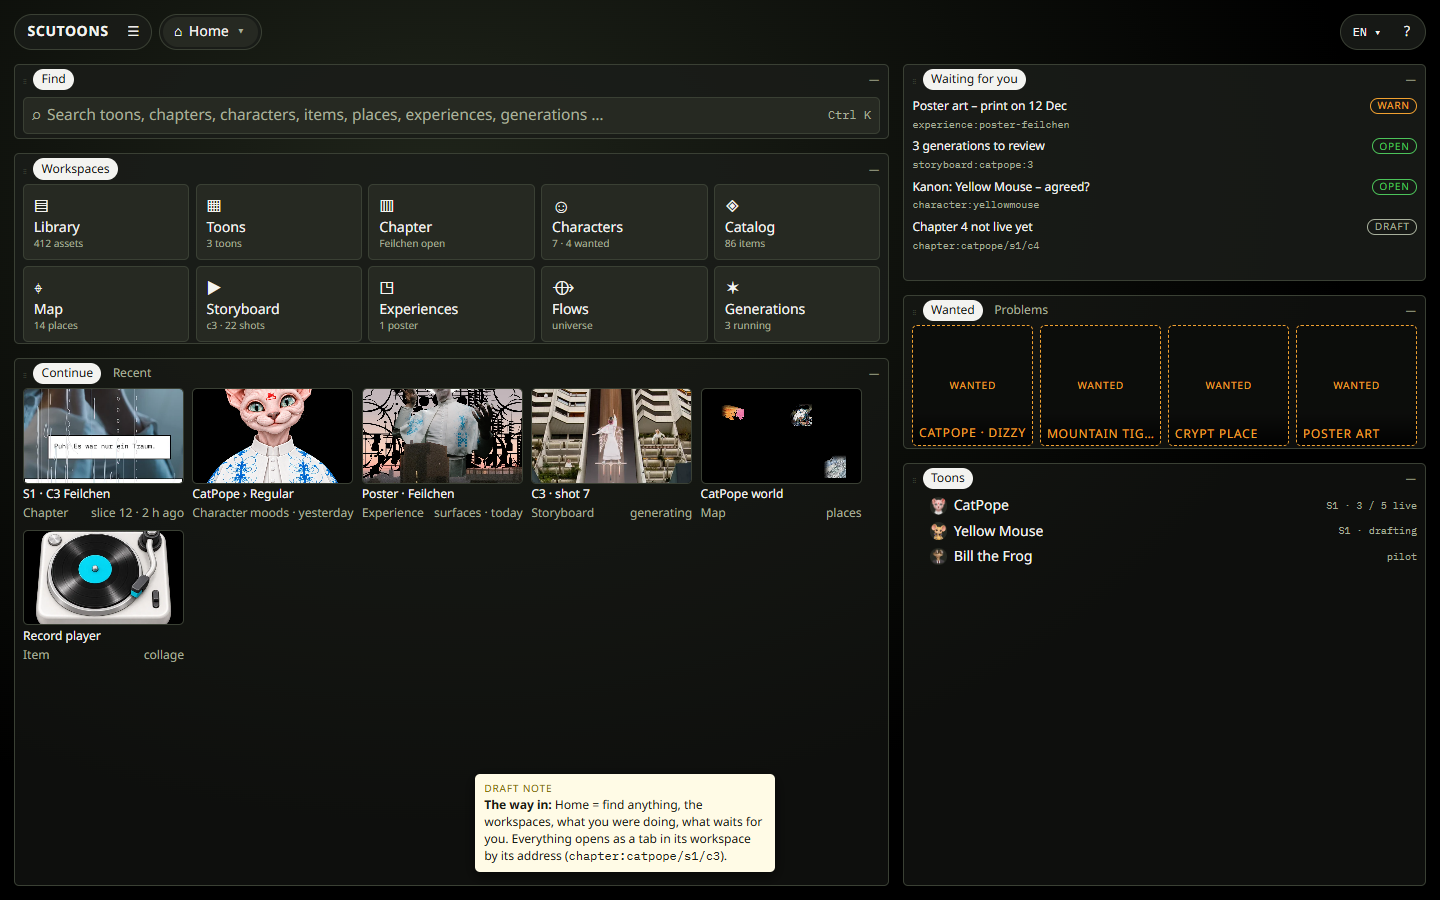 SCUTOONS
Home
EN
?
Find
Search toons, chapters, characters, items, places, experiences, generations ...
Ctrl K
Workspaces
Library
412 assets
Toons
3 toons
Chapter
Feilchen open
Characters
7 · 4 wanted
Catalog
86 items
Map
14 places
Storyboard
c3 · 22 shots
Experiences
1 poster
Flows
universe
Generations
3 running
Continue Recent
Puh! Es war nur ein Traum.
S1 · C3 Feilchen
Chapter slice 12 · 2 h ago
CatPope › Regular
Character moods · yesterday
Poster · Feilchen
Experience surfaces · today
C3 · shot 7
Storyboard generating
CatPope world
Map places
Record player
Item collage
DRAFT NOTE
The way in: Home = find anything, the
workspaces, what you were doing, what waits for
you. Everything opens as a tab in its workspace
by its address (chapter:catpope/s1/c3).
Waiting for you
Poster art – print on 12 Dec WARN
experience:poster-feilchen
3 generations to review OPEN
storyboard:catpope:3
Kanon: Yellow Mouse – agreed? OPEN
character:yellowmouse
Chapter 4 not live yet DRAFT
chapter:catpope/s1/c4
Wanted Problems
WANTED
CATPOPE · DIZZY
WANTED
MOUNTAIN TIG...
WANTED
CRYPT PLACE
WANTED
POSTER ART
Toons
CatPope S1 · 3 / 5 live
Yellow Mouse S1 · drafting
Bill the Frog pilot